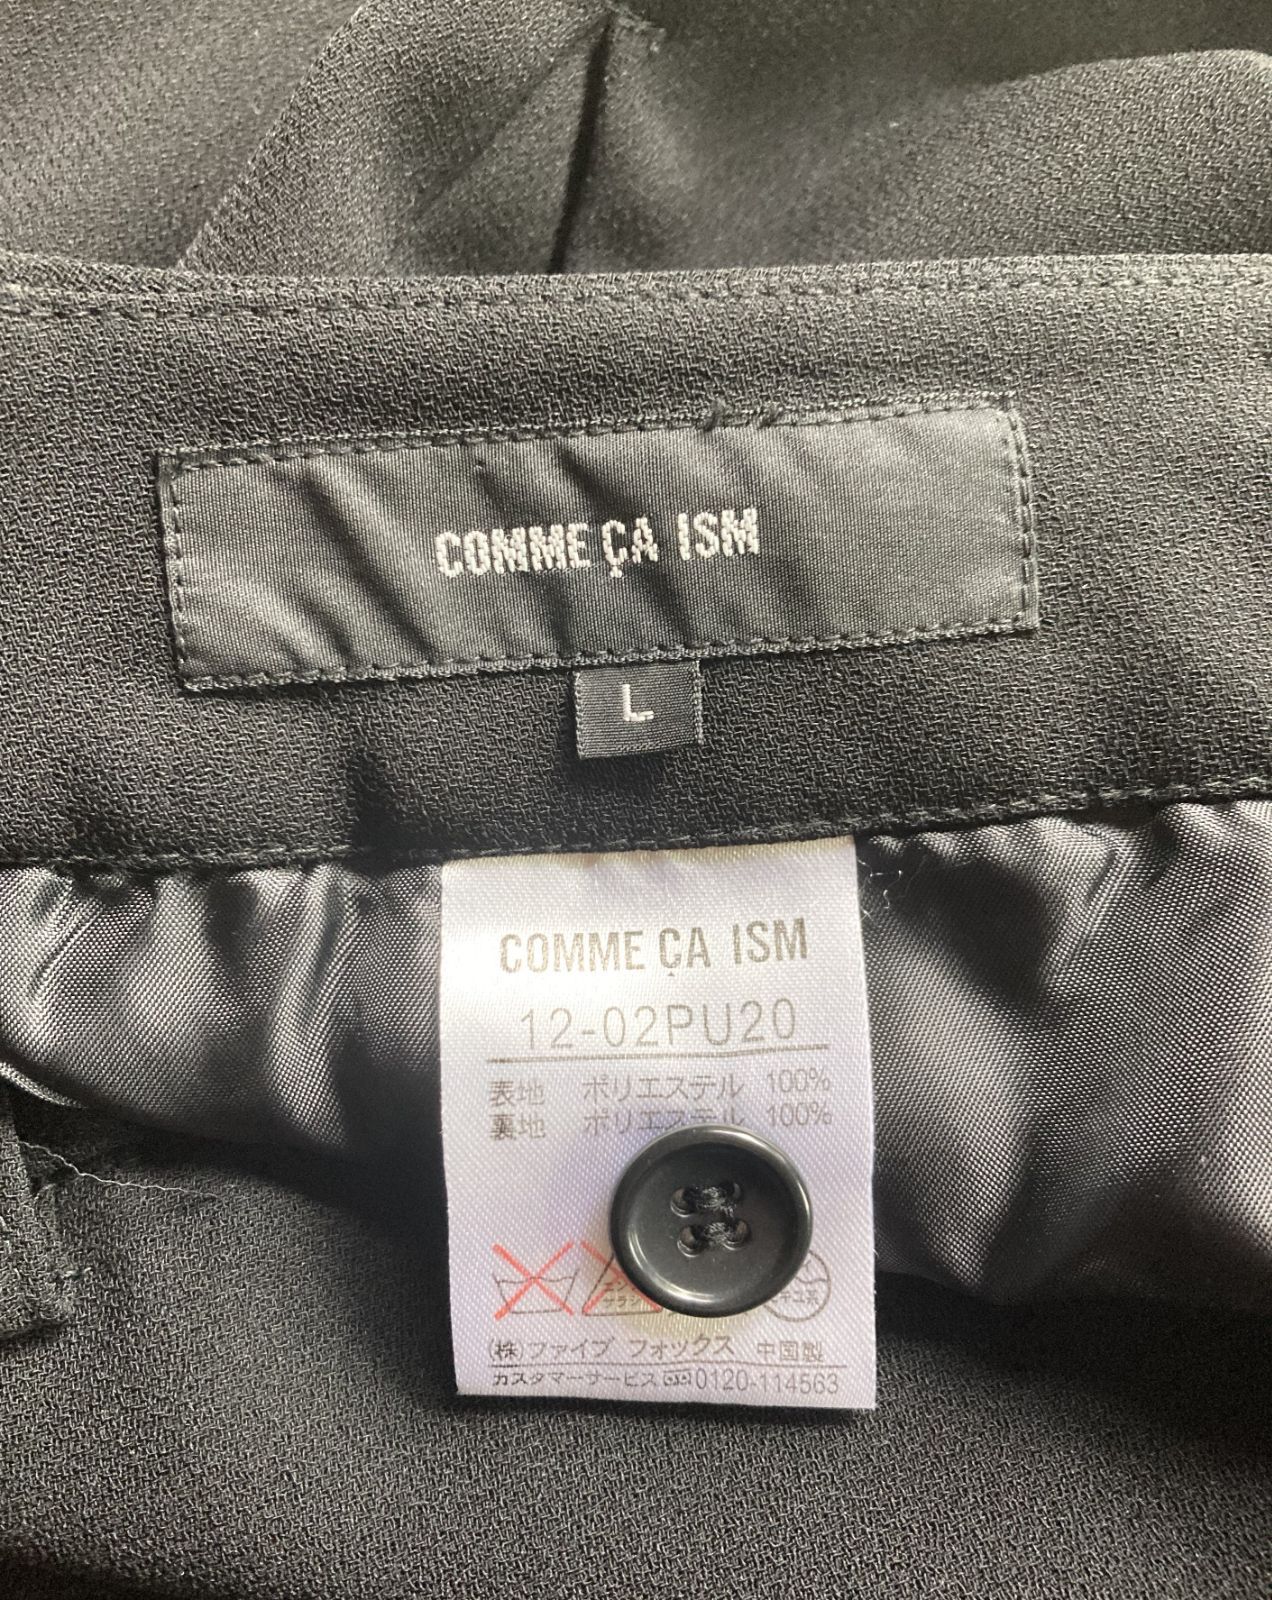 COMME ÇA ISM
L
COMME ÇA ISM
12-02PU20
表地 ポリエステル 100%
裏地 ポリエステル 100%
(株)ファイブ フォックス 中国製
カスタマーサービス 0120-114563